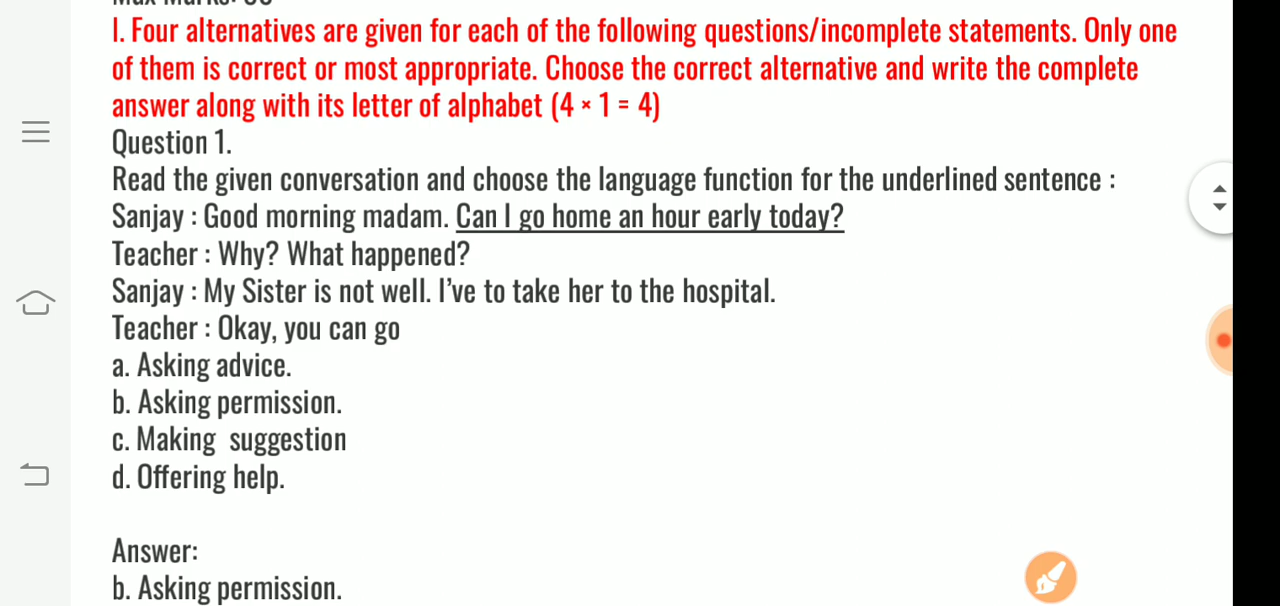 I. Four alternatives are given for each of the following questions/incomplete statements. Only one
of them is correct or most appropriate. Choose the correct alternative and write the complete
answer along with its letter of alphabet (4 × 1 = 4)
Question 1.
Read the given conversation and choose the language function for the underlined sentence :
Sanjay : Good morning madam. Can I go home an hour early today?
Teacher : Why? What happened?
Sanjay : My Sister is not well. I've to take her to the hospital.
Teacher : Okay, you can go
a. Asking advice.
b. Asking permission.
c. Making suggestion
d. Offering help.
Answer:
b. Asking permission.